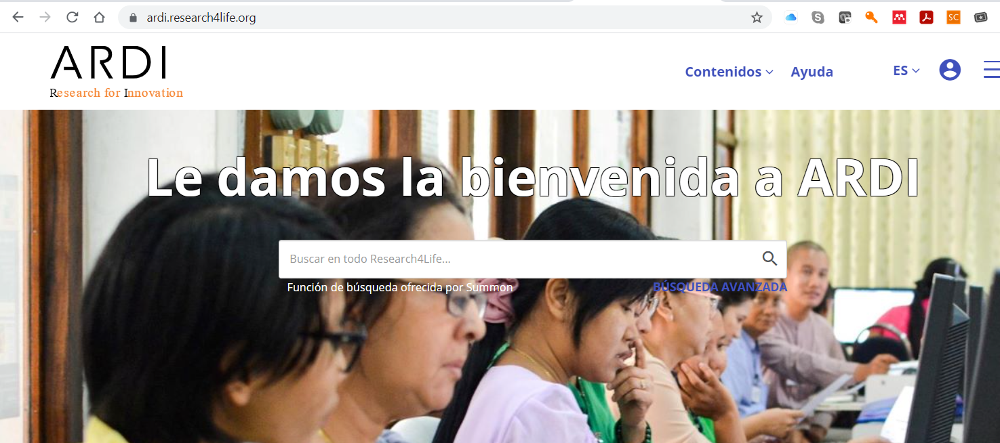 ardi.research4life.org
SC
ARDI
Research for Innovation
Contenidos
Ayuda
ES
Le damos la bienvenida a ARDI
Buscar en todo Research4Life...
Función de búsqueda ofrecida por Summon
BÚSQUEDA AVANZADA